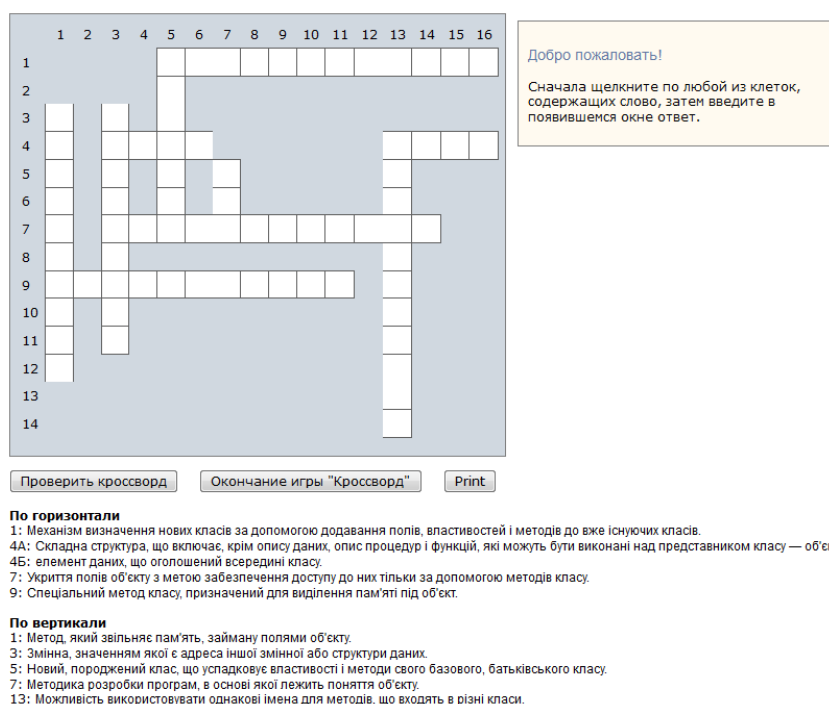 1 2 3 4 5 6 7 8 9 10 11 12 13 14 15 16
1
2
3
4
5
6
7
8
9
10
11
12
13
14
Добро пожаловать!
Сначала щелкните по любой из клеток,
содержащих слово, затем введите в
появившемся окне ответ.
Проверить кроссворд
Окончание игры "Кроссворд"
Print
По горизонтали
1: Механізм визначення нових класів за допомогою додавання полів, властивостей і методів до вже існуючих класів.
4А: Складна структура, що включає, крім опису даних, опис процедур і функцій, які можуть бути виконані над представником класу — об'єк
4Б: елемент даних, що оголошений всередині класу.
7: Укриття полів об'єкту з метою забезпечення доступу до них тільки за допомогою методів класу.
9: Спеціальний метод класу, призначений для виділення пам'яті під об'єкт.
По вертикали
1: Метод, який звільняє пам'ять, займану полями об'єкту.
3: Змінна, значенням якої є адреса іншої змінної або структури даних.
5: Новий, породжений клас, що успадковує властивості і методи свого базового, батьківського класу.
7: Методика розробки програм, в основі якої лежить поняття об'єкту.
13: Можливість використовувати однакові імена для методів, що входять в різні класи.